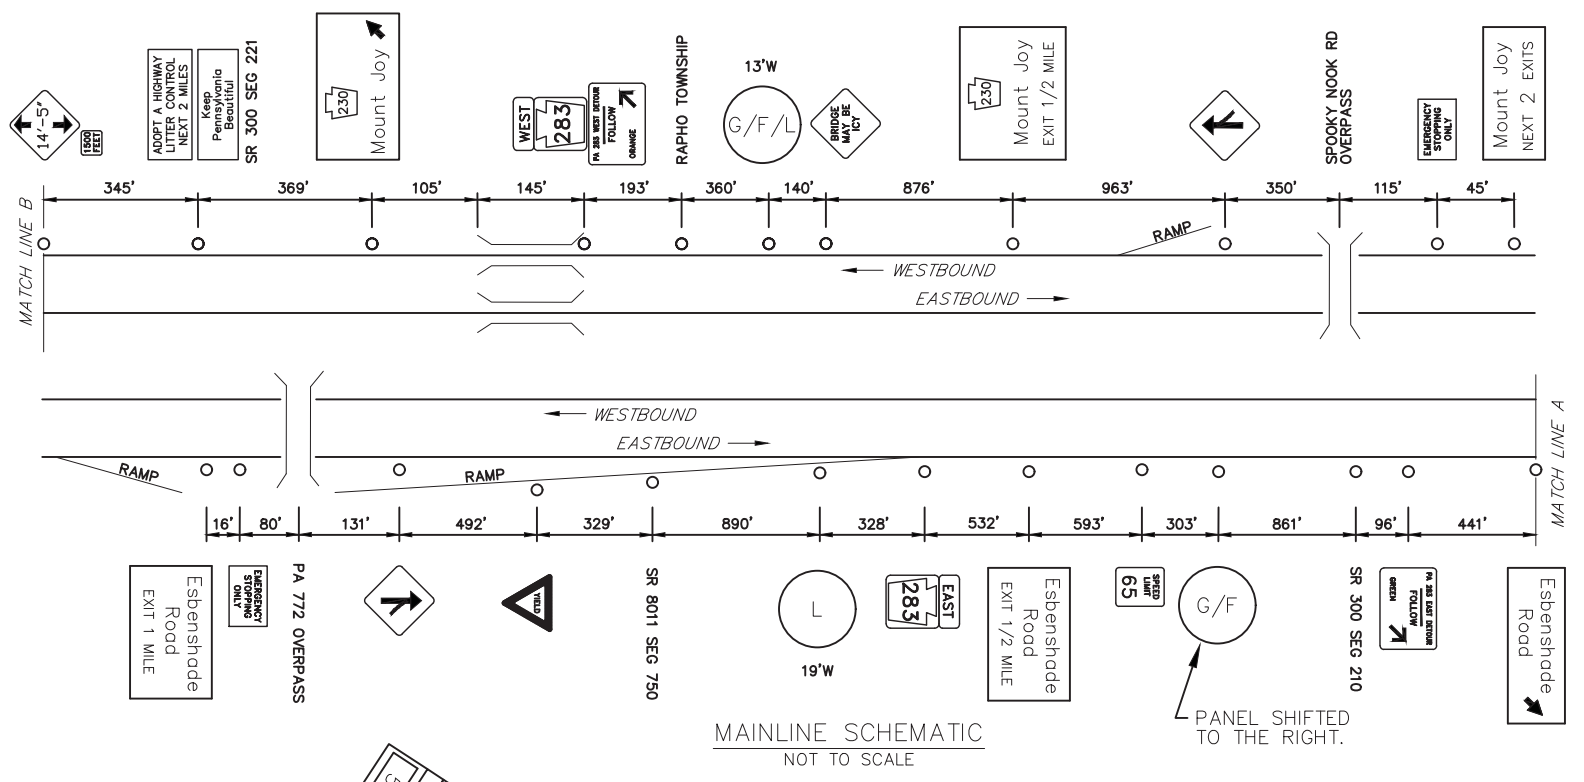 14'-5"
1500
FEET
ADOPT A HIGHWAY
LITTER CONTROL
NEXT 2 MILES
Keep
Pennsylvania
Beautiful
SR 300 SEG 221
230
Mount Joy
WEST
283
PA 283 WEST DETOUR
FOLLOW
ORANGE
RAPHO TOWNSHIP
13'W
G/F/L
BRIDGE
MAY BE
ICY
230
Mount Joy
EXIT 1/2 MILE
SPOOKY NOOK RD
OVERPASS
EMERGENCY
STOPPING
ONLY
Mount Joy
NEXT 2 EXITS
345' 369' 105' 145' 193' 360' 140' 876' 963' 350' 115' 45'
MATCH LINE B
RAMP
WESTBOUND
EASTBOUND
WESTBOUND
EASTBOUND
RAMP
RAMP
MATCH LINE A
16' 80' 131' 492' 329' 890' 328' 532' 593' 303' 861' 96' 441'
Esbenshade
Road
EXIT 1 MILE
EMERGENCY
STOPPING
ONLY
PA 772 OVERPASS
YIELD
SR 8011 SEG 750
L
19'W
EAST
283
Esbenshade
Road
EXIT 1/2 MILE
SPEED
LIMIT
65
G/F
SR 300 SEG 210
PA 283 EAST DETOUR
FOLLOW
GREEN
Esbenshade
Road
PANEL SHIFTED
TO THE RIGHT.
MAINLINE SCHEMATIC
NOT TO SCALE